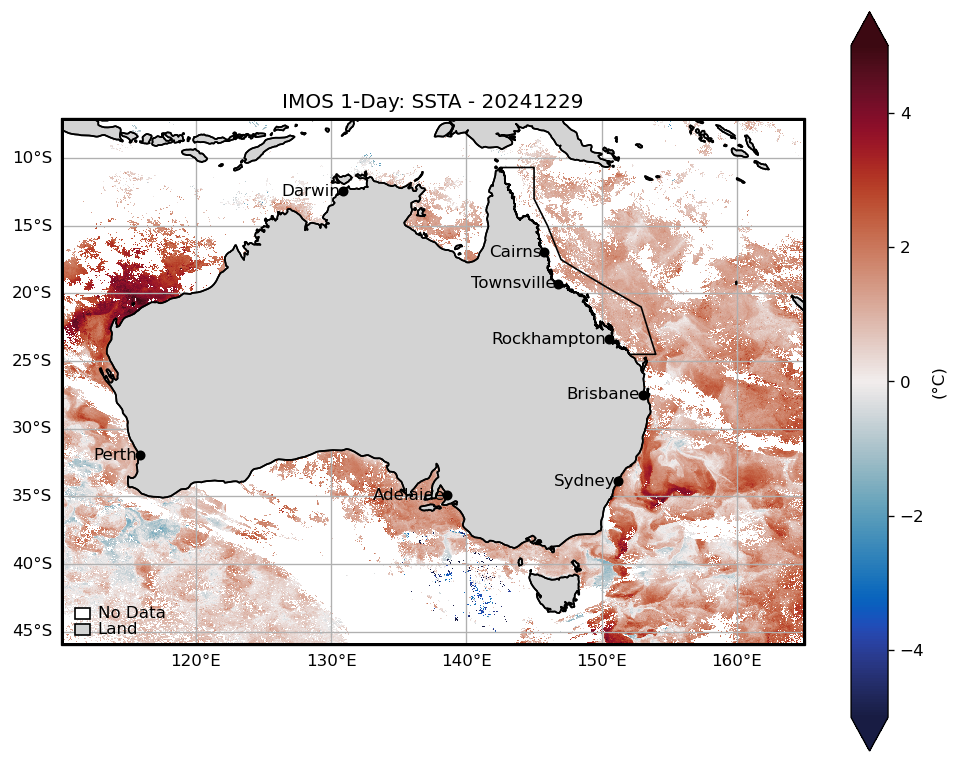 IMOS 1-Day: SSTA - 20241229
10°S
15°S
20°S
25°S
30°S
35°S
40°S
45°S
120°E
130°E
140°E
150°E
160°E
Darwin
Cairns
Townsville
Rockhampton
Brisbane
Perth
Sydney
Adelaide
No Data
Land
4
2
0
−2
−4
(°C)